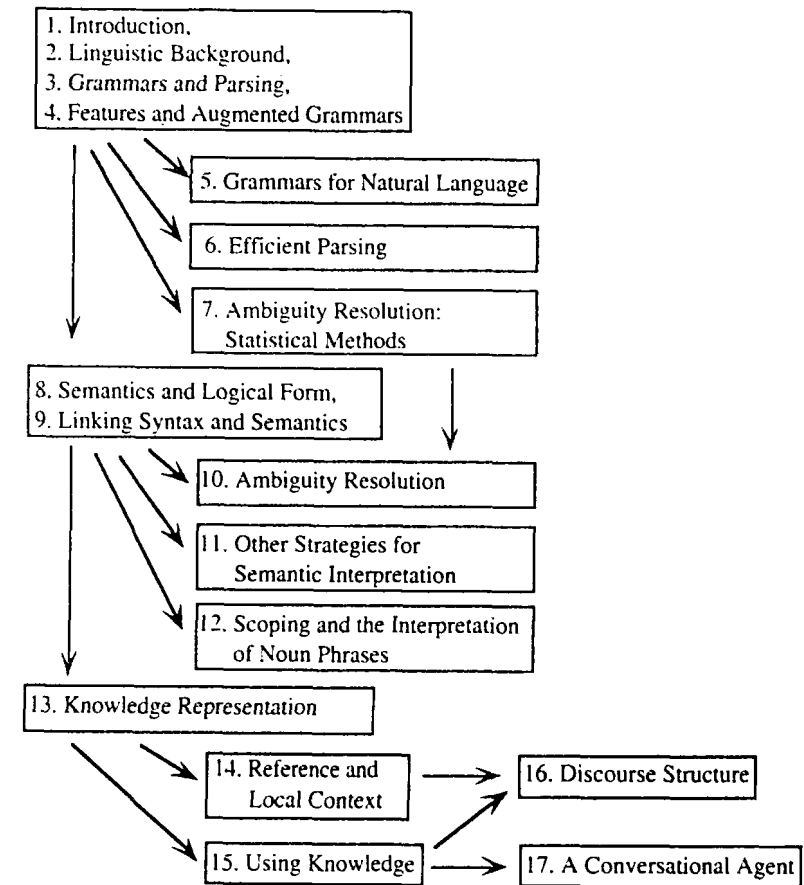 1. Introduction,
2. Linguistic Background,
3. Grammars and Parsing,
4. Features and Augmented Grammars
5. Grammars for Natural Language
6. Efficient Parsing
7. Ambiguity Resolution:
Statistical Methods
8. Semantics and Logical Form,
9. Linking Syntax and Semantics
10. Ambiguity Resolution
11. Other Strategies for
Semantic Interpretation
12. Scoping and the Interpretation
of Noun Phrases
13. Knowledge Representation
14. Reference and
Local Context
16. Discourse Structure
15. Using Knowledge
17. A Conversational Agent